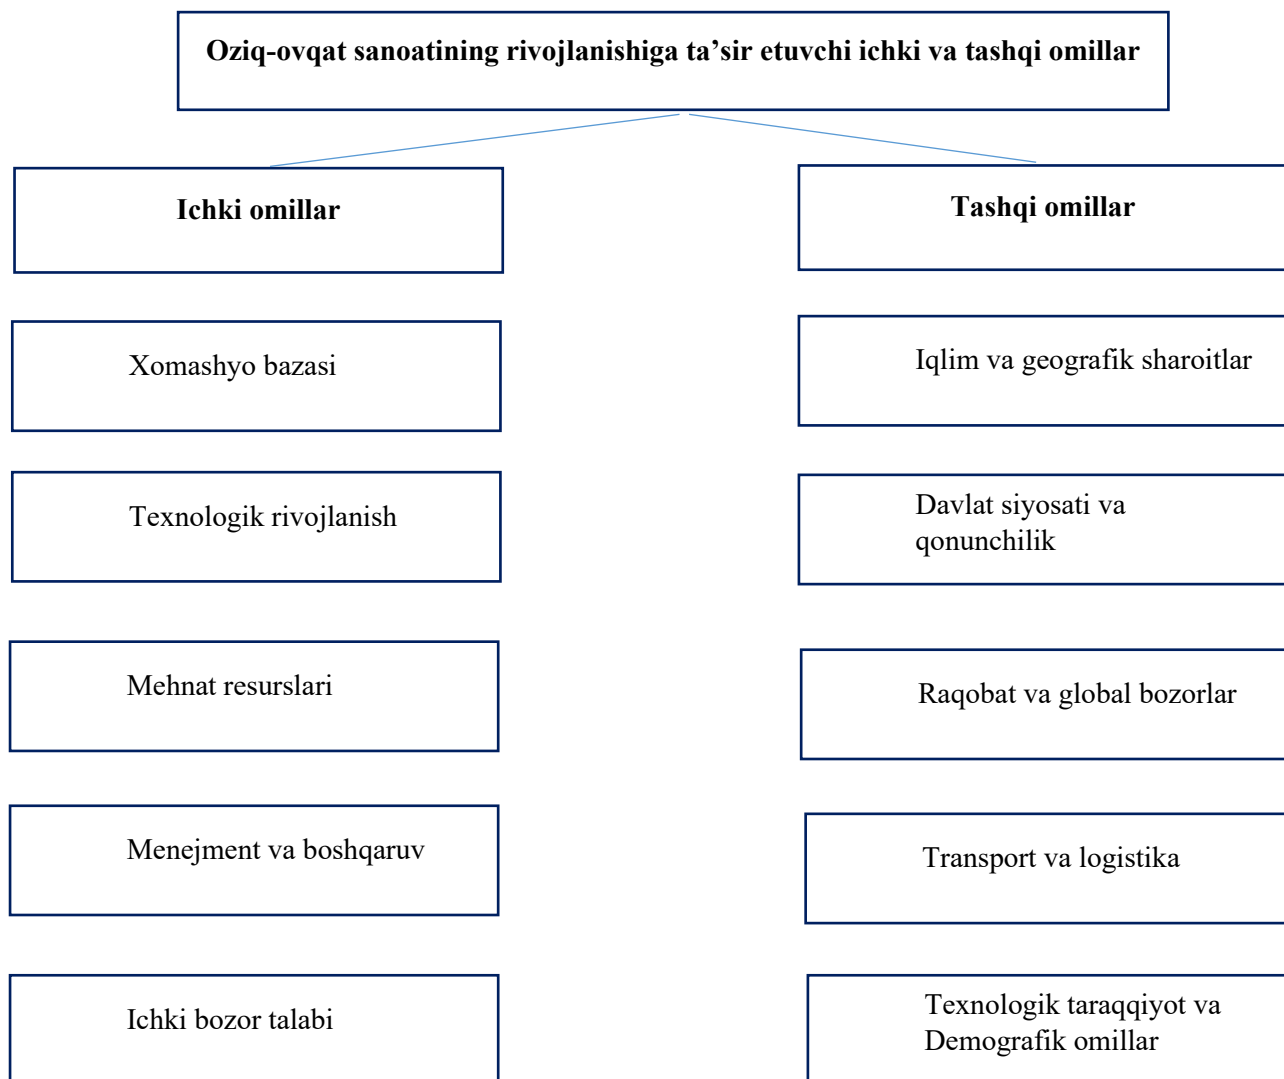 Oziq-ovqat sanoatining rivojlanishiga ta’sir etuvchi ichki va tashqi omillar
Ichki omillar
Tashqi omillar
Xomashyo bazasi
Iqlim va geografik sharoitlar
Texnologik rivojlanish
Davlat siyosati va
qonunchilik
Mehnat resurslari
Raqobat va global bozorlar
Menejment va boshqaruv
Transport va logistika
Ichki bozor talabi
Texnologik taraqqiyot va
Demografik omillar